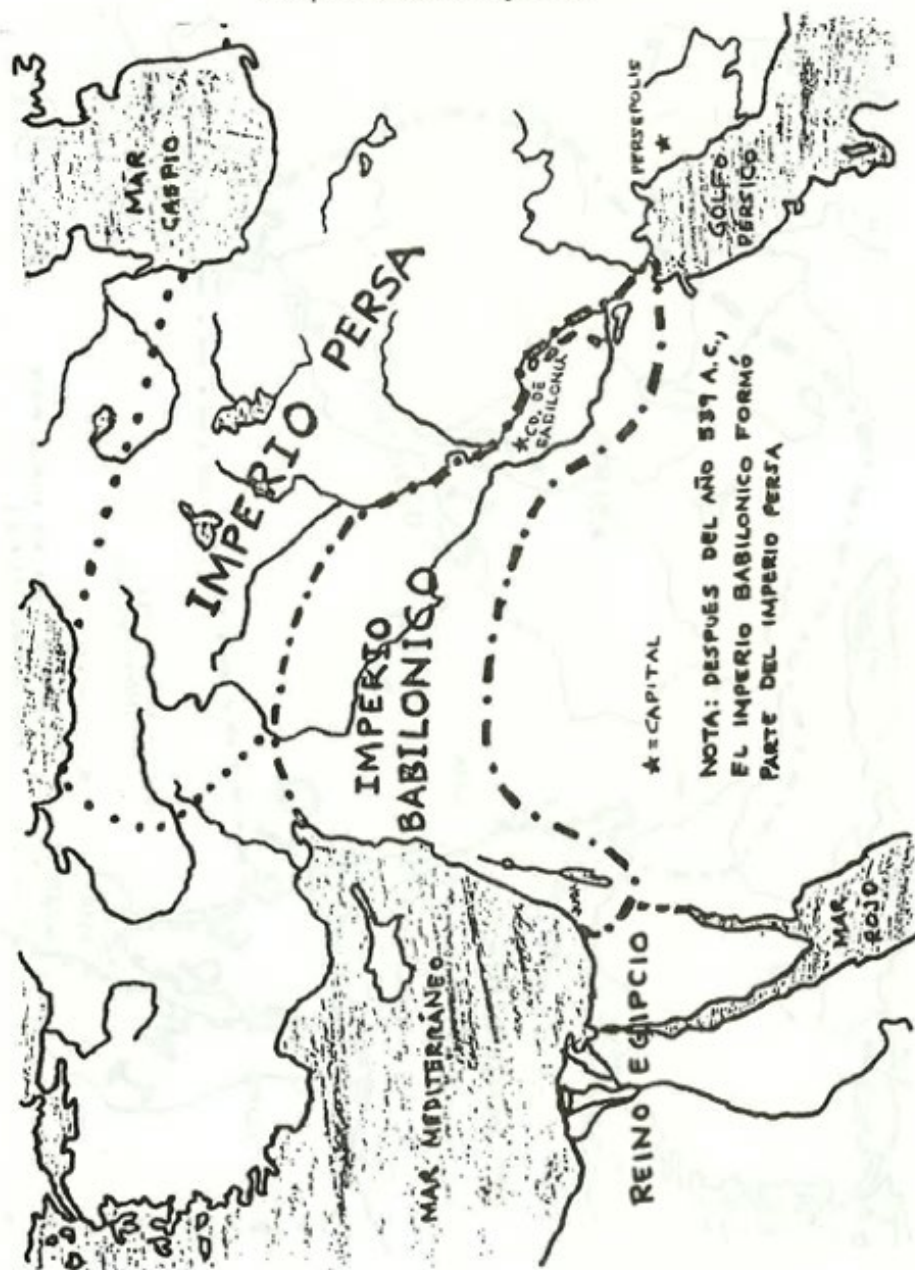 MAR
CASPIO
IMPERIO PERSA
PERSEPOLIS
GOLFO
PÉRSICO
CD. DE
BABILONIA
IMPERIO
BABILONICO
★ = CAPITAL
NOTA: DESPUES DEL AÑO 539 A.C.,
EL IMPERIO BABILONICO FORMÓ
PARTE DEL IMPERIO PERSA
MAR MEDITERRÁNEO
REINO EGIPCIO
MAR
ROJO